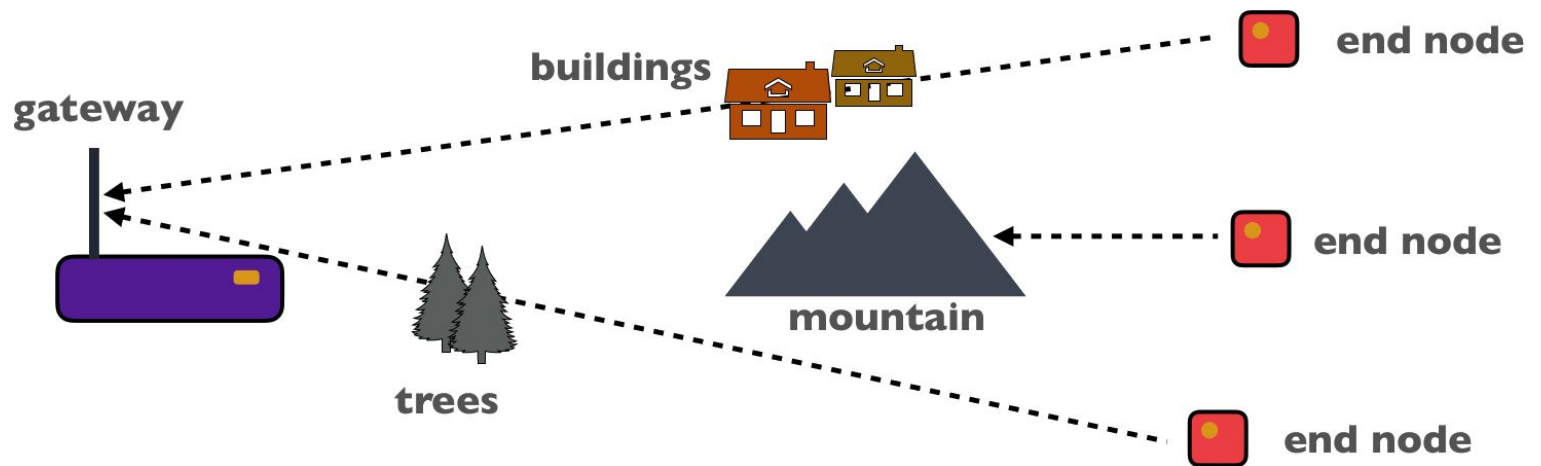 buildings
end node
gateway
end node
mountain
trees
end node